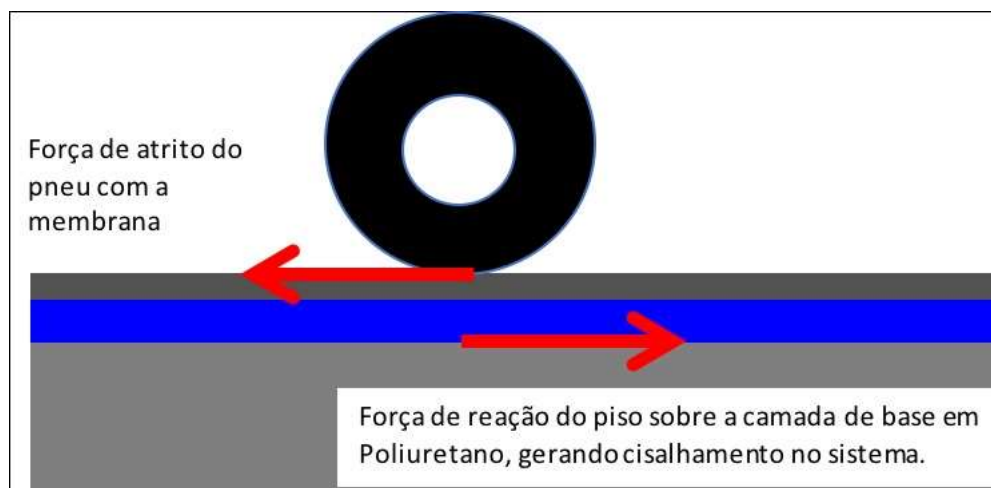 Força de atrito do
pneu com a
membrana
Força de reação do piso sobre a camada de base em
Poliuretano, gerando cisalhamento no sistema.